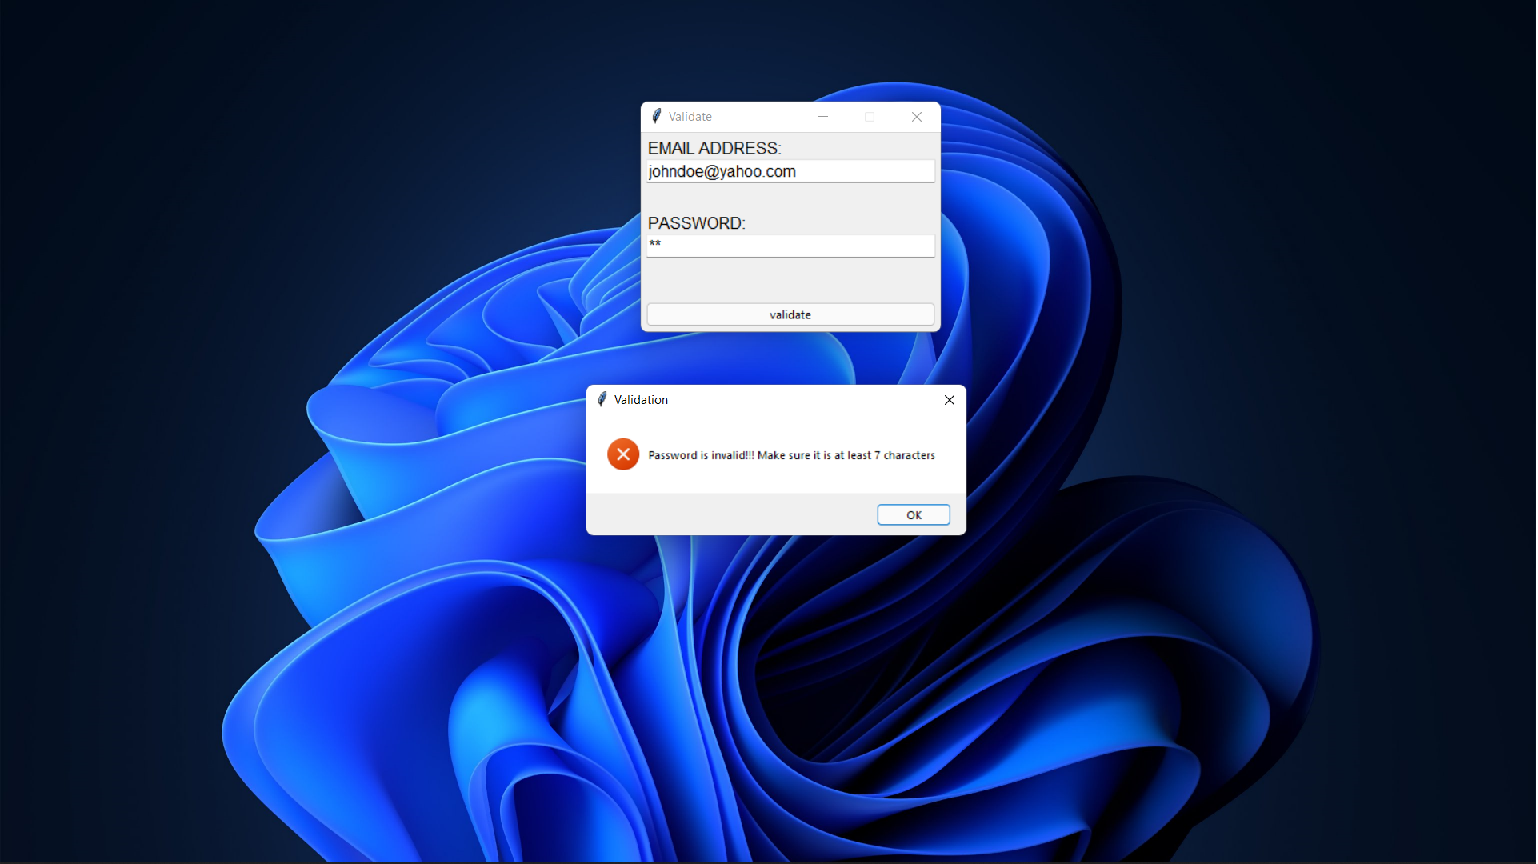 Validate
EMAIL ADDRESS:
johndoe@yahoo.com
PASSWORD:
**
validate
Validation
Password is invalid!!! Make sure it is at least 7 characters
OK